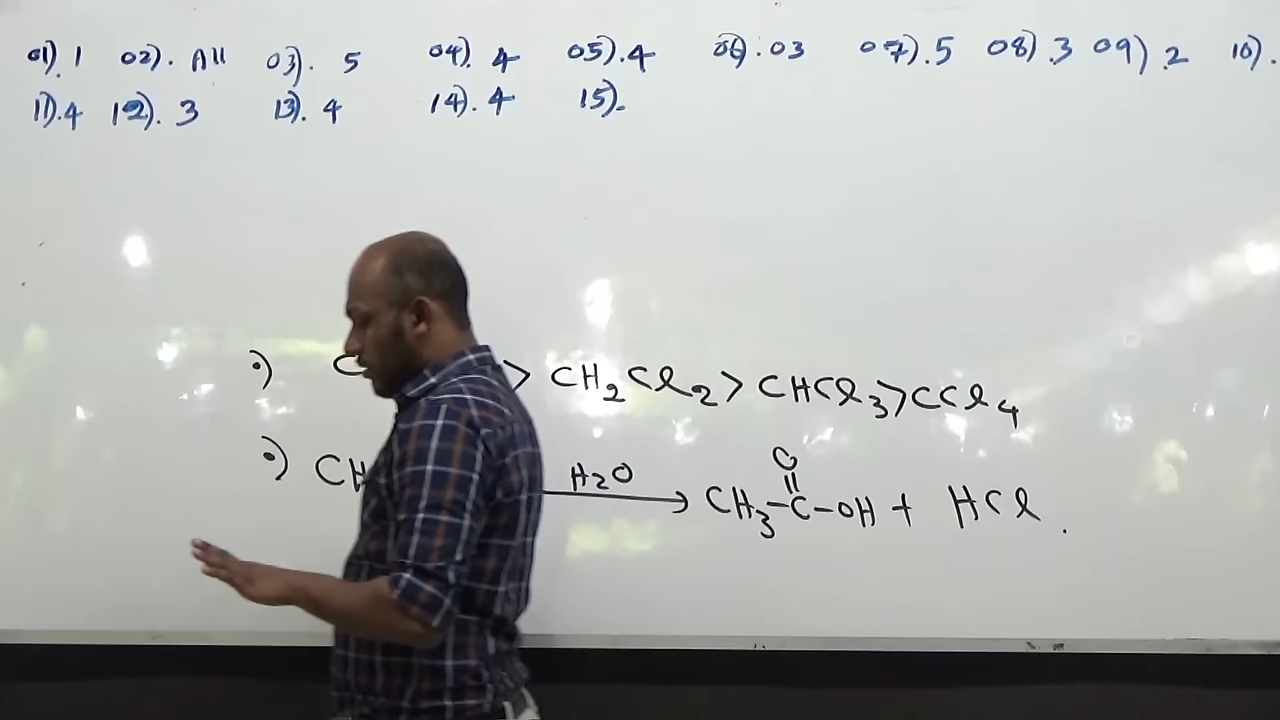 01). 1 02). All 03). 5 04). 4 05). 4 06). 03 07). 5 08). 3 09). 2 10).
11). 4 12). 3 13). 4 14). 4 15).
•) C > CH2Cl2 > CHCl3 > CCl4
O
•) CH H2O → CH3-C-OH + HCl.